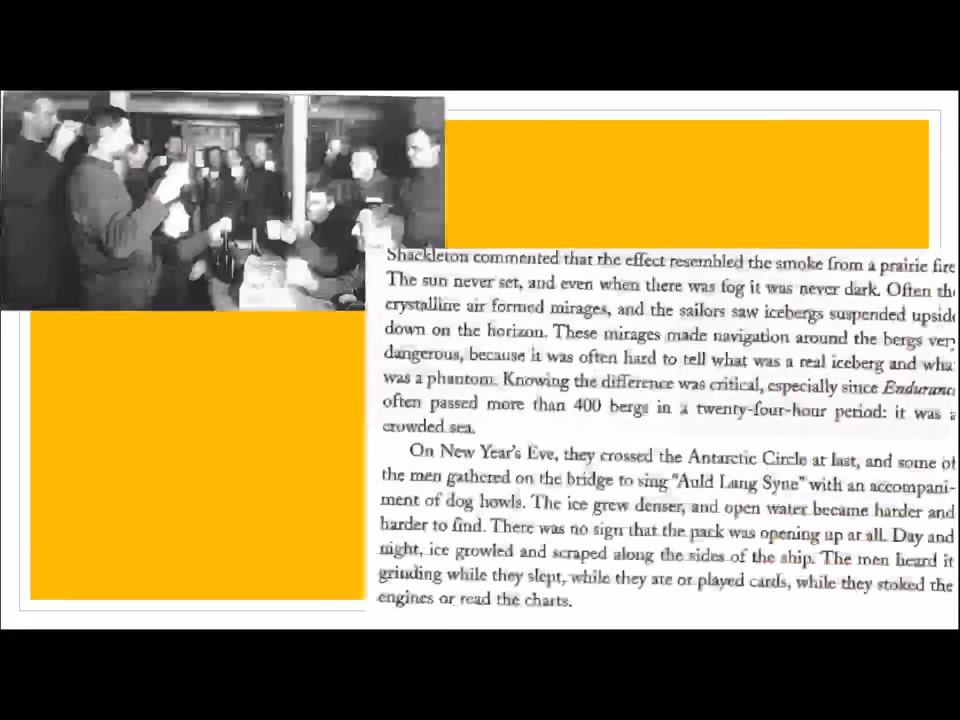 Shackleton commented that the effect resembled the smoke from a prairie fire
The sun never set, and even when there was fog it was never dark. Often the
crystalline air formed mirages, and the sailors saw icebergs suspended upside
down on the horizon. These mirages made navigation around the bergs very
dangerous, because it was often hard to tell what was a real iceberg and what
was a phantom. Knowing the difference was critical, especially since Enduranc
often passed more than 400 bergs in a twenty-four-hour period: it was a
crowded sea.
On New Year's Eve, they crossed the Antarctic Circle at last, and some of
the men gathered on the bridge to sing "Auld Lang Syne" with an accompani-
ment of dog howls. The ice grew denser, and open water became harder and
harder to find. There was no sign that the pack was opening up at all. Day and
night, ice growled and scraped along the sides of the ship. The men heard it
grinding while they slept, while they ate or played cards, while they stoked the
engines or read the charts.